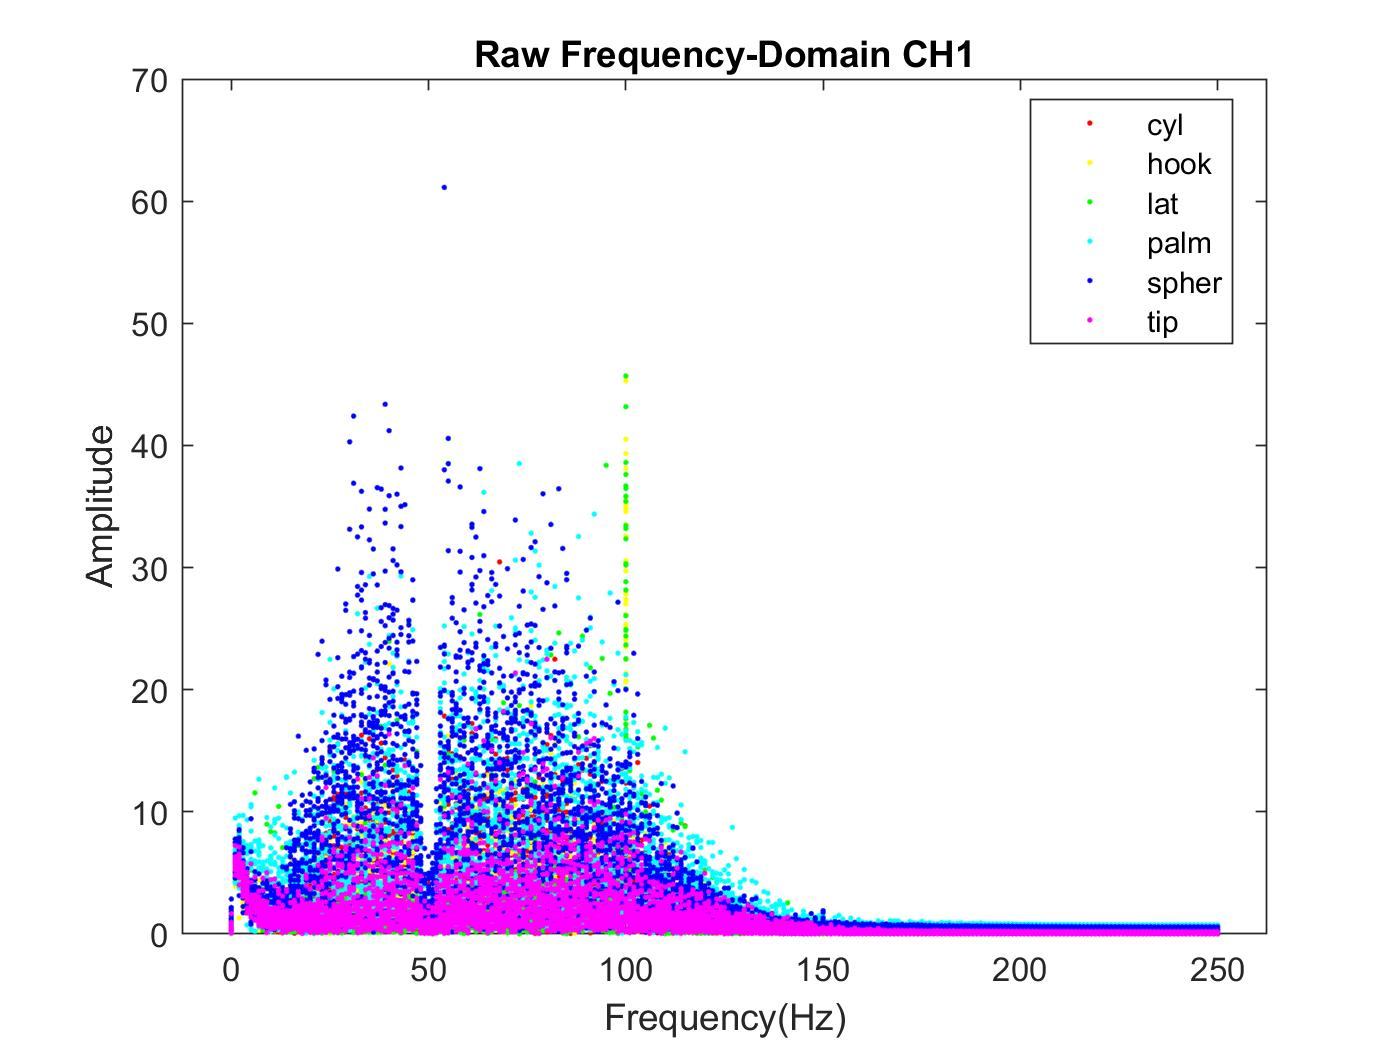 Raw Frequency-Domain CH1
70
60
50
40
30
20
10
0
Amplitude
cyl
hook
lat
palm
spher
tip
0 50 100 150 200 250
Frequency(Hz)